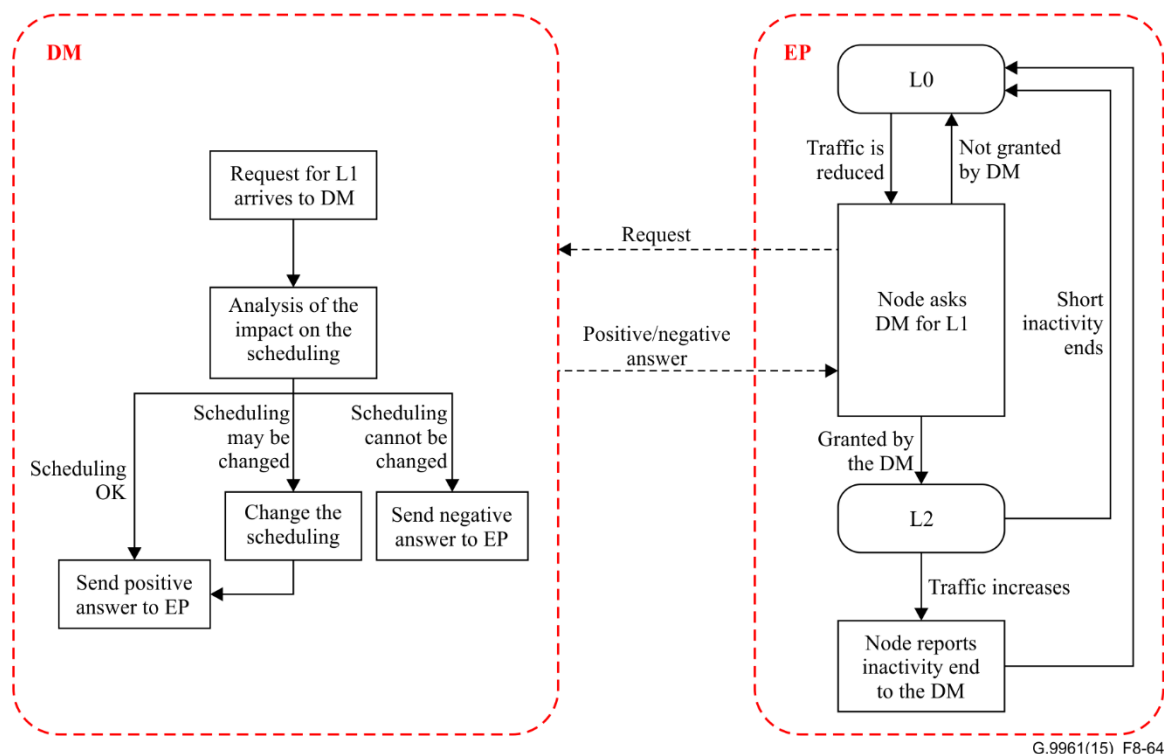 DM
Request for L1
arrives to DM
Analysis of the
impact on the
scheduling
Scheduling
OK
Scheduling
may be
changed
Scheduling
cannot be
changed
Change the
scheduling
Send negative
answer to EP
Send positive
answer to EP
Request
Positive/negative
answer
EP
L0
Traffic is
reduced
Not granted
by DM
Node asks
DM for L1
Short
inactivity
ends
Granted by
the DM
L2
Traffic increases
Node reports
inactivity end
to the DM
G.9961(15)_F8-64